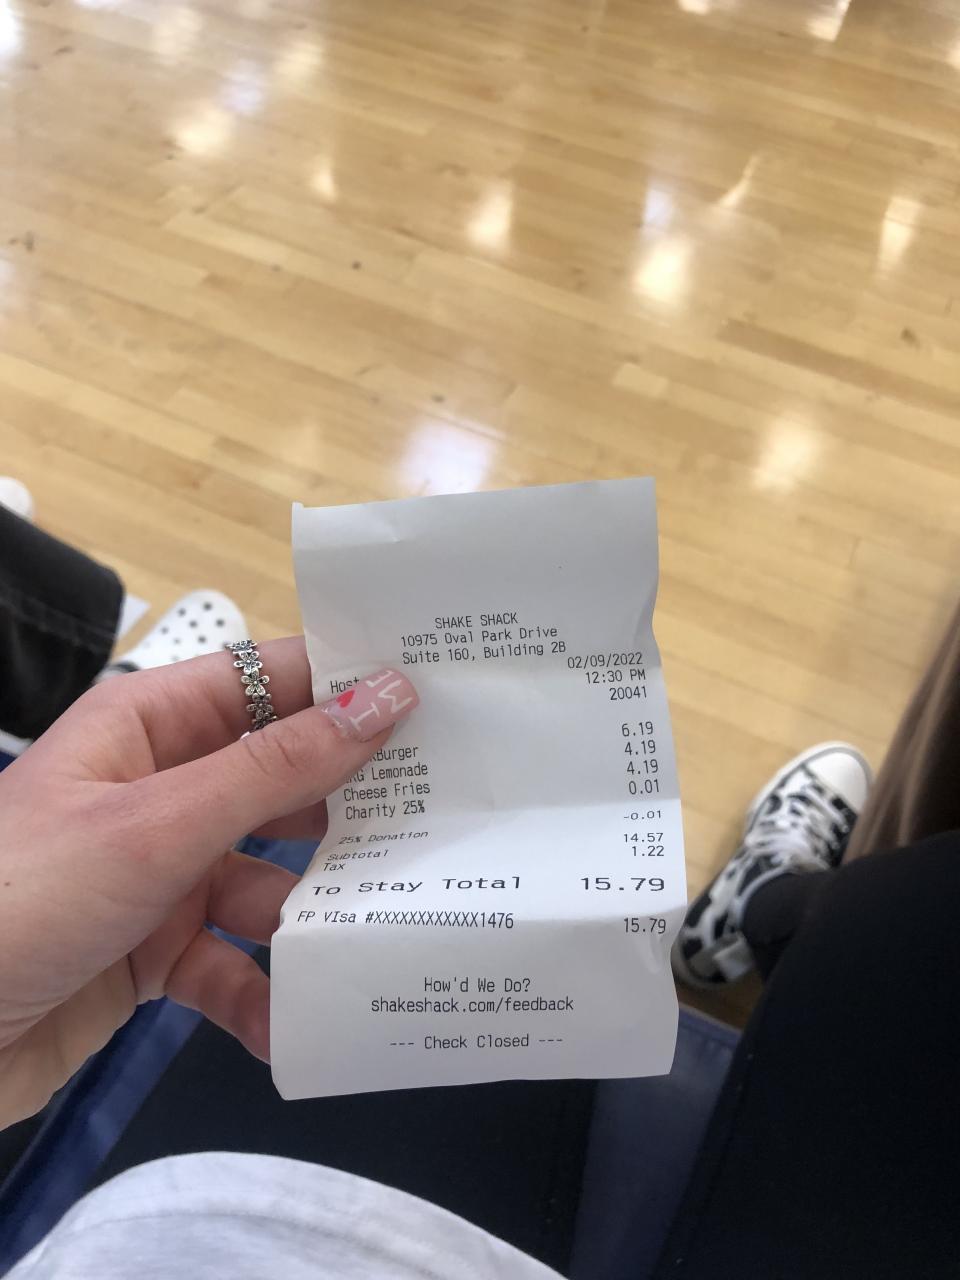 SHAKE SHACK
10975 Oval Park Drive
Suite 160, Building 2B
Host
02/09/2022
12:30 PM
20041
kBurger 6.19
LRG Lemonade 4.19
Cheese Fries 4.19
Charity 25% 0.01
25% Donation -0.01
Subtotal 14.57
Tax 1.22
To Stay Total 15.79
FP VIsa #XXXXXXXXXXXX1476 15.79
How'd We Do?
shakeshack.com/feedback
--- Check Closed ---